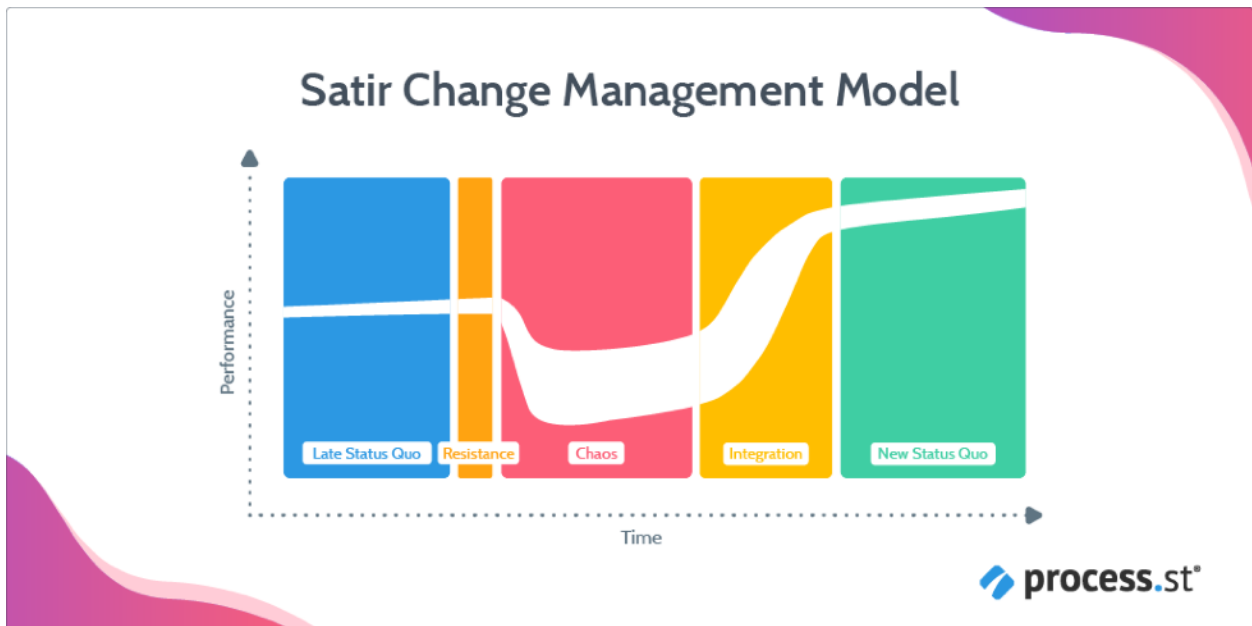 Satir Change Management Model
Performance
Late Status Quo
Resistance
Chaos
Integration
New Status Quo
Time
process.st®